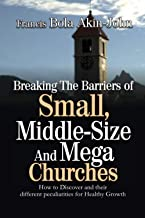 Francis Bola Akin-John
Breaking The Barriers of
Small,
Middle-Size
And Mega
Churches
How to Discover and their
different peculiarities for Healthy Growth